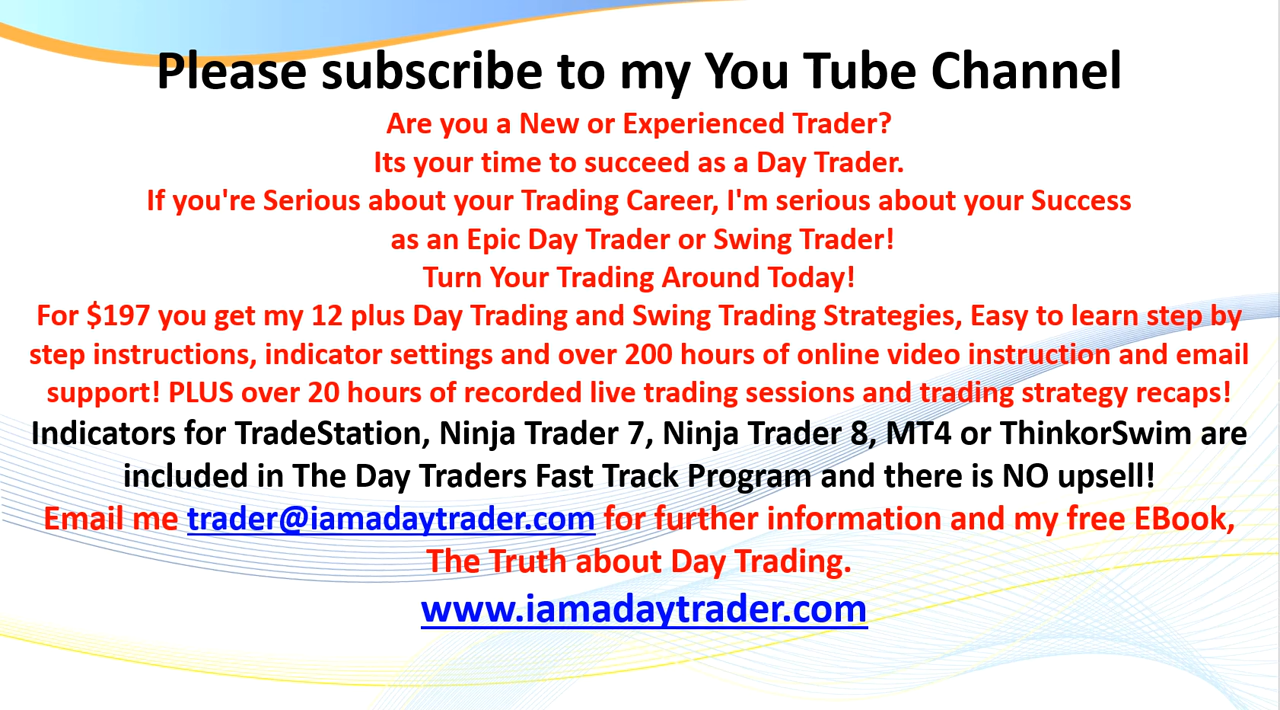 Please subscribe to my You Tube Channel
Are you a New or Experienced Trader?
Its your time to succeed as a Day Trader.
If you're Serious about your Trading Career, I'm serious about your Success
as an Epic Day Trader or Swing Trader!
Turn Your Trading Around Today!
For $197 you get my 12 plus Day Trading and Swing Trading Strategies, Easy to learn step by
step instructions, indicator settings and over 200 hours of online video instruction and email
support! PLUS over 20 hours of recorded live trading sessions and trading strategy recaps!
Indicators for TradeStation, Ninja Trader 7, Ninja Trader 8, MT4 or ThinkorSwim are
included in The Day Traders Fast Track Program and there is NO upsell!
Email me trader@iamadaytrader.com for further information and my free EBook,
The Truth about Day Trading.
www.iamadaytrader.com